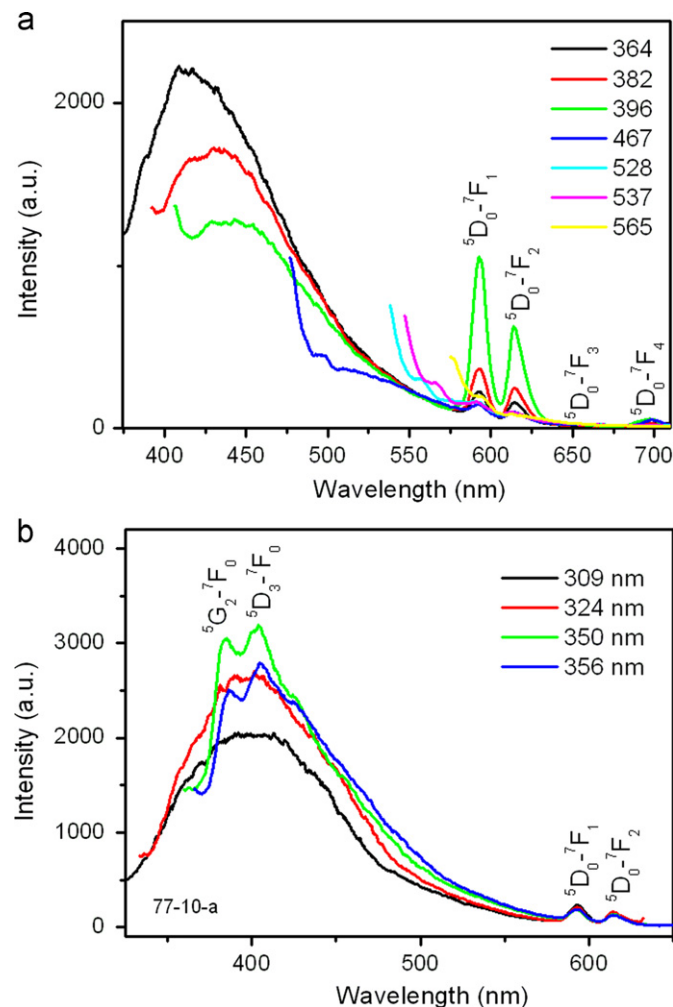 a
2000
0
Intensity (a.u.)
364
382
396
467
528
537
565
⁵D₀-⁷F₁
⁵D₀-⁷F₂
⁵D₀-⁷F₃
⁵D₀-⁷F₄
400 450 500 550 600 650 700
Wavelength (nm)
b
4000
3000
2000
1000
0
Intensity (a.u.)
⁵G₂-⁷F₀
⁵D₃-⁷F₀
309 nm
324 nm
350 nm
356 nm
⁵D₀-⁷F₁
⁵D₀-⁷F₂
77-10-a
400 500 600
Wavelength (nm)